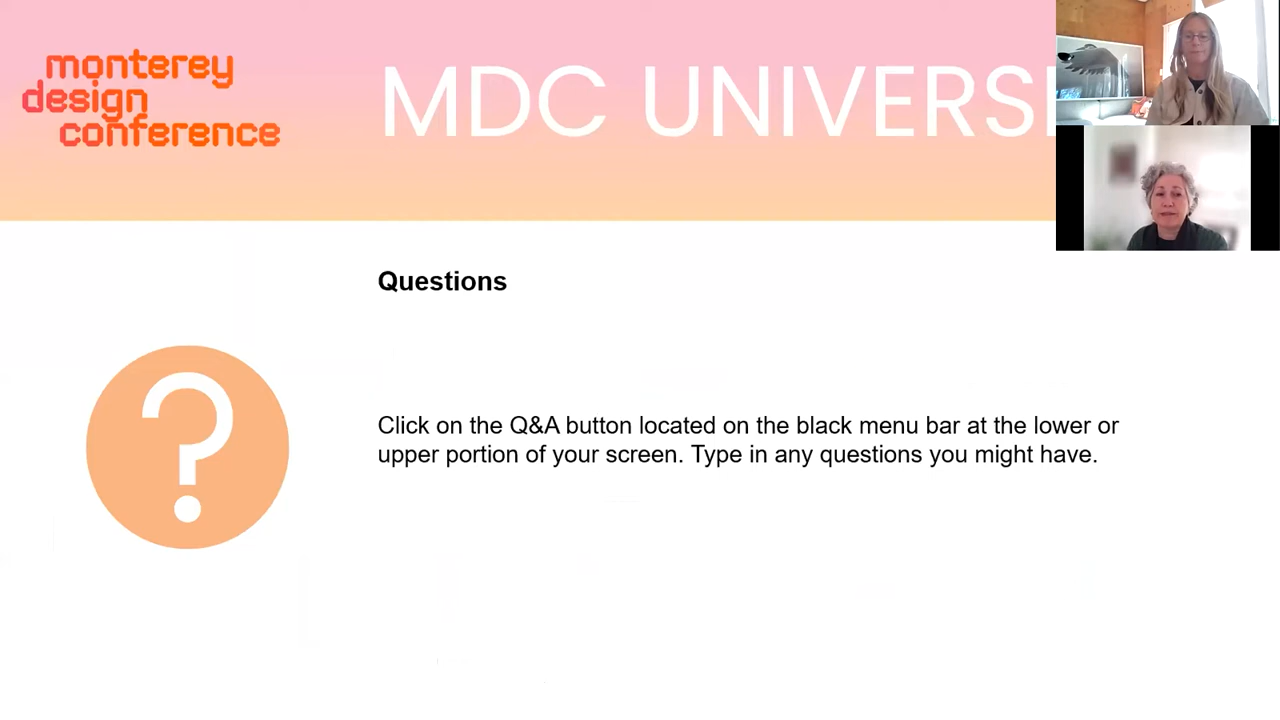 monterey
design
conference
MDC UNIVERS
Questions
Click on the Q&A button located on the black menu bar at the lower or
upper portion of your screen. Type in any questions you might have.